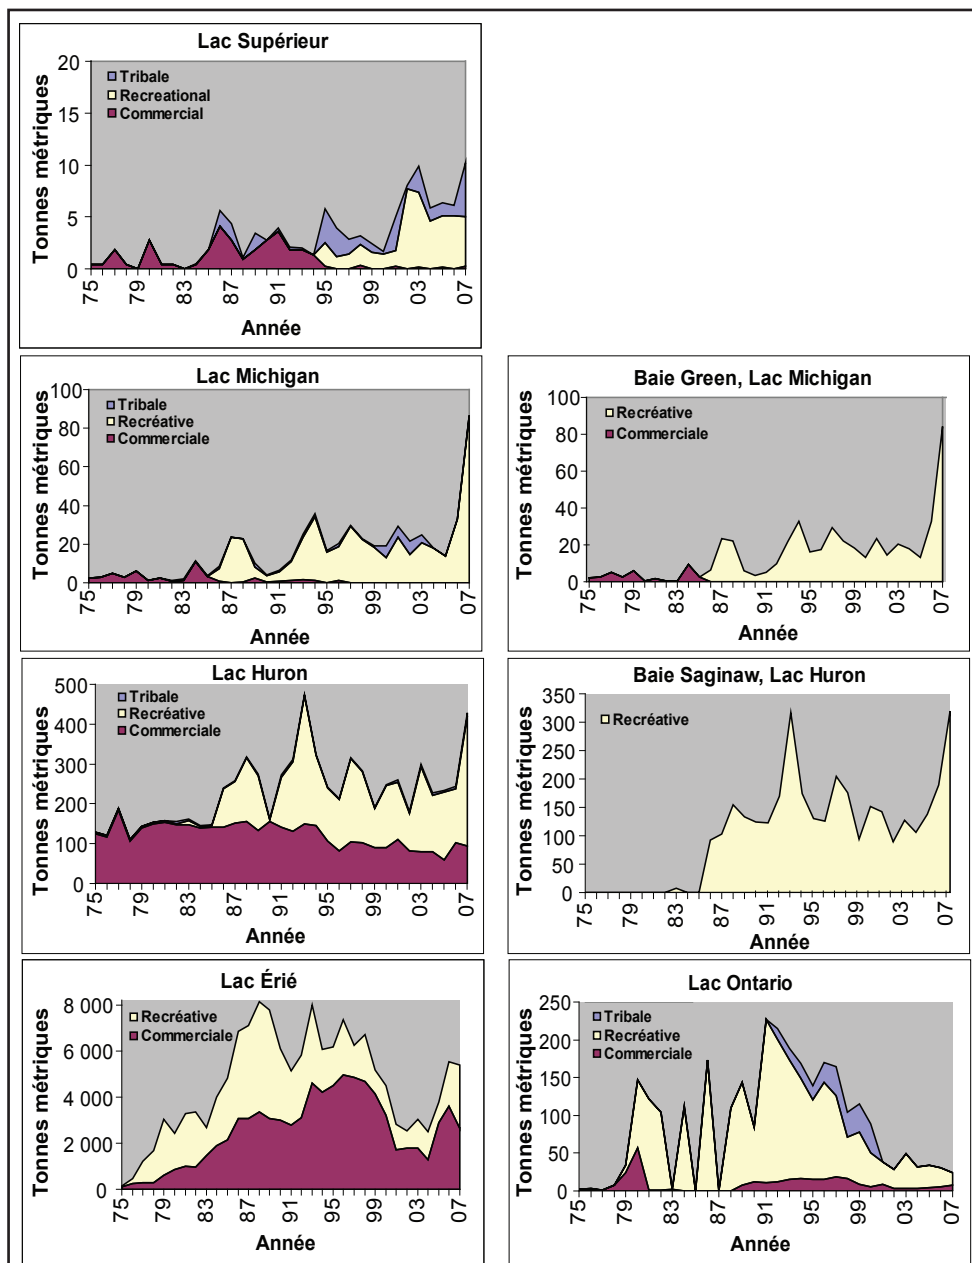 Lac Supérieur
Tonnes métriques
20
15
10
5
0
Tribale
Recreational
Commercial
75
79
83
87
91
95
99
03
07
Année
Lac Michigan
Tonnes métriques
100
80
60
40
20
0
Tribale
Recréative
Commerciale
75
79
83
87
91
95
99
03
07
Année
Baie Green, Lac Michigan
Tonnes métriques
100
80
60
40
20
0
Recréative
Commerciale
75
79
83
87
91
95
99
03
07
Année
Lac Huron
Tonnes métriques
500
400
300
200
100
0
Tribale
Recréative
Commerciale
75
79
83
87
91
95
99
03
07
Année
Baie Saginaw, Lac Huron
Tonnes métriques
350
300
250
200
150
100
50
0
Recréative
75
79
83
87
91
95
99
03
07
Année
Lac Érié
Tonnes métriques
8 000
6 000
4 000
2 000
0
Recréative
Commerciale
75
79
83
87
91
95
99
03
07
Année
Lac Ontario
Tonnes métriques
250
200
150
100
50
0
Tribale
Recréative
Commerciale
75
79
83
87
91
95
99
03
07
Année